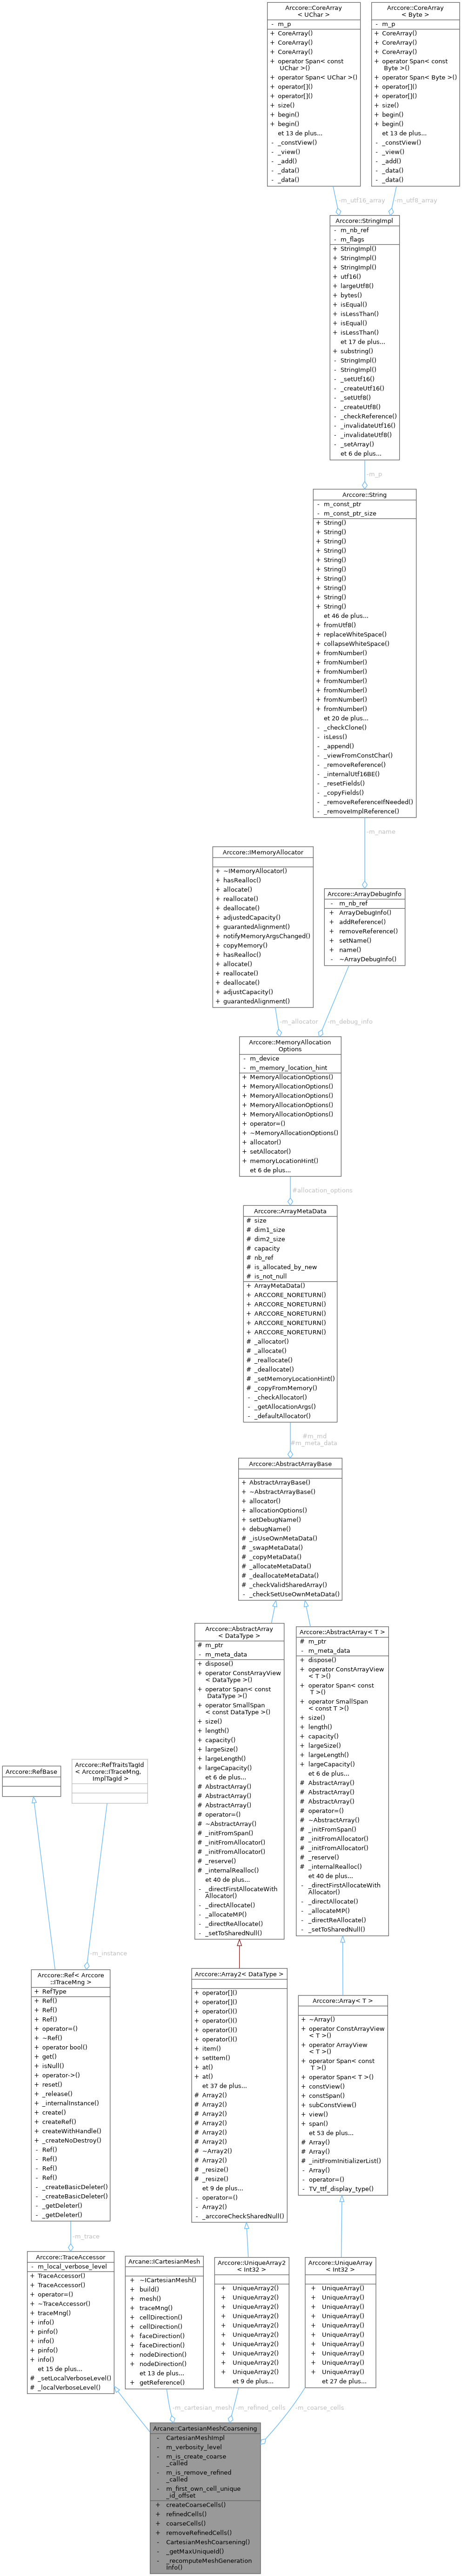 Arccore::CoreArray
< UChar >
- m_p
+ CoreArray()
+ CoreArray()
+ CoreArray()
+ operator Span< const
UChar >()
+ operator Span< UChar >()
+ operator[]()
+ operator[]()
+ size()
+ begin()
+ begin()
et 13 de plus...
- _constView()
- _view()
- _add()
- _data()
- _data()
Arccore::CoreArray
< Byte >
- m_p
+ CoreArray()
+ CoreArray()
+ CoreArray()
+ operator Span< const
Byte >()
+ operator Span< Byte >()
+ operator[]()
+ operator[]()
+ size()
+ begin()
+ begin()
et 13 de plus...
- _constView()
- _view()
- _add()
- _data()
- _data()
-m_utf16_array
-m_utf8_array
Arccore::StringImpl
- m_nb_ref
- m_flags
+ StringImpl()
+ StringImpl()
+ StringImpl()
+ utf16()
+ largeUtf8()
+ bytes()
+ isEqual()
+ isLessThan()
+ isEqual()
+ isLessThan()
et 17 de plus...
+ substring()
- StringImpl()
- StringImpl()
- _setUtf16()
- _createUtf16()
- _setUtf8()
- _createUtf8()
- _checkReference()
- _invalidateUtf16()
- _invalidateUtf8()
- _setArray()
et 6 de plus...
-m_p
Arccore::String
- m_const_ptr
- m_const_ptr_size
+ String()
+ String()
+ String()
+ String()
+ String()
+ String()
+ String()
+ String()
+ String()
+ String()
et 46 de plus...
+ fromUtf8()
+ replaceWhiteSpace()
+ collapseWhiteSpace()
+ fromNumber()
+ fromNumber()
+ fromNumber()
+ fromNumber()
+ fromNumber()
+ fromNumber()
+ fromNumber()
et 20 de plus...
- _checkClone()
- isLess()
- _append()
- _viewFromConstChar()
- _removeReference()
- _internalUtf16BE()
- _resetFields()
- _copyFields()
- _removeReferenceIfNeeded()
- _removeImplReference()
-m_name
Arccore::IMemoryAllocator
+ ~IMemoryAllocator()
+ hasRealloc()
+ allocate()
+ reallocate()
+ deallocate()
+ adjustedCapacity()
+ guarantedAlignment()
+ notifyMemoryArgsChanged()
+ copyMemory()
+ hasRealloc()
+ allocate()
+ reallocate()
+ deallocate()
+ adjustCapacity()
+ guarantedAlignment()
Arccore::ArrayDebugInfo
- m_nb_ref
+ ArrayDebugInfo()
+ addReference()
+ removeReference()
+ setName()
+ name()
- ~ArrayDebugInfo()
-m_allocator
-m_debug_info
Arccore::MemoryAllocation
Options
- m_device
- m_memory_location_hint
+ MemoryAllocationOptions()
+ MemoryAllocationOptions()
+ MemoryAllocationOptions()
+ MemoryAllocationOptions()
+ MemoryAllocationOptions()
+ operator=()
+ ~MemoryAllocationOptions()
+ allocator()
+ setAllocator()
+ memoryLocationHint()
et 6 de plus...
#allocation_options
Arccore::ArrayMetaData
# size
# dim1_size
# dim2_size
# capacity
# nb_ref
# is_allocated_by_new
# is_not_null
+ ArrayMetaData()
+ ARCCORE_NORETURN()
+ ARCCORE_NORETURN()
+ ARCCORE_NORETURN()
+ ARCCORE_NORETURN()
+ ARCCORE_NORETURN()
# _allocator()
# _allocate()
# _reallocate()
# _deallocate()
# _setMemoryLocationHint()
# _copyFromMemory()
- _checkAllocator()
- _getAllocationArgs()
- _defaultAllocator()
#m_md
#m_meta_data
Arccore::AbstractArrayBase
+ AbstractArrayBase()
+ ~AbstractArrayBase()
+ allocator()
+ allocationOptions()
+ setDebugName()
+ debugName()
# _isUseOwnMetaData()
# _swapMetaData()
# _copyMetaData()
# _allocateMetaData()
# _deallocateMetaData()
# _checkValidSharedArray()
- _checkSetUseOwnMetaData()
Arccore::AbstractArray
< DataType >
# m_ptr
- m_meta_data
+ dispose()
+ operator ConstArrayView
< DataType >()
+ operator Span< const
DataType >()
+ operator SmallSpan
< const DataType >()
+ size()
+ length()
+ capacity()
+ largeSize()
+ largeLength()
+ largeCapacity()
et 6 de plus...
# AbstractArray()
# AbstractArray()
# AbstractArray()
# operator=()
# ~AbstractArray()
# _initFromSpan()
# _initFromAllocator()
# _initFromAllocator()
# _reserve()
# _internalRealloc()
et 40 de plus...
- _directFirstAllocateWith
Allocator()
- _directAllocate()
- _allocateMP()
- _directReAllocate()
- _setToSharedNull()
Arccore::AbstractArray< T >
# m_ptr
- m_meta_data
+ dispose()
+ operator ConstArrayView
< T >()
+ operator Span< const
T >()
+ operator SmallSpan
< const T >()
+ size()
+ length()
+ capacity()
+ largeSize()
+ largeLength()
+ largeCapacity()
et 6 de plus...
# AbstractArray()
# AbstractArray()
# AbstractArray()
# operator=()
# ~AbstractArray()
# _initFromSpan()
# _initFromAllocator()
# _initFromAllocator()
# _reserve()
# _internalRealloc()
et 40 de plus...
- _directFirstAllocateWith
Allocator()
- _directAllocate()
- _allocateMP()
- _directReAllocate()
- _setToSharedNull()
Arccore::RefBase
Arccore::RefTraitsTagId
< Arccore::ITraceMng,
ImplTagId >
-m_instance
Arccore::Ref< Arccore
::ITraceMng >
+ RefType
+ Ref()
+ Ref()
+ Ref()
+ operator=()
+ ~Ref()
+ operator bool()
+ get()
+ isNull()
+ operator->()
+ reset()
+ _release()
+ _internalInstance()
+ create()
+ createRef()
+ createWithHandle()
+ _createNoDestroy()
- Ref()
- Ref()
- Ref()
- Ref()
- _createBasicDeleter()
- _createBasicDeleter()
- _getDeleter()
- _getDeleter()
Arccore::Array2< DataType >
+ operator[]()
+ operator[]()
+ operator()()
+ operator()()
+ operator()()
+ operator()()
+ item()
+ setItem()
+ at()
+ at()
et 37 de plus...
# Array2()
# Array2()
# Array2()
# Array2()
# Array2()
# Array2()
# ~Array2()
# Array2()
# _resize()
# _resize()
et 9 de plus...
- operator=()
- Array2()
- _arccoreCheckSharedNull()
Arccore::Array< T >
+ ~Array()
+ operator ConstArrayView
< T >()
+ operator ArrayView
< T >()
+ operator Span< const
T >()
+ operator Span< T >()
+ constView()
+ constSpan()
+ subConstView()
+ view()
+ span()
et 53 de plus...
# Array()
# Array()
# _initFromInitializerList()
- Array()
- operator=()
- TV_ttf_display_type()
-m_trace
Arccore::TraceAccessor
- m_local_verbose_level
+ TraceAccessor()
+ TraceAccessor()
+ operator=()
+ ~TraceAccessor()
+ traceMng()
+ info()
+ pinfo()
+ info()
+ pinfo()
+ info()
et 15 de plus...
# _setLocalVerboseLevel()
# _localVerboseLevel()
Arcane::ICartesianMesh
+ ~ICartesianMesh()
+ build()
+ mesh()
+ traceMng()
+ cellDirection()
+ cellDirection()
+ faceDirection()
+ faceDirection()
+ nodeDirection()
+ nodeDirection()
et 13 de plus...
+ getReference()
Arccore::UniqueArray2
< Int32 >
+ UniqueArray2()
+ UniqueArray2()
+ UniqueArray2()
+ UniqueArray2()
+ UniqueArray2()
+ UniqueArray2()
+ UniqueArray2()
+ UniqueArray2()
+ UniqueArray2()
+ UniqueArray2()
et 9 de plus...
Arccore::UniqueArray
< Int32 >
+ UniqueArray()
+ UniqueArray()
+ UniqueArray()
+ UniqueArray()
+ UniqueArray()
+ UniqueArray()
+ UniqueArray()
+ UniqueArray()
+ UniqueArray()
+ UniqueArray()
et 27 de plus...
-m_cartesian_mesh
-m_refined_cells
-m_coarse_cells
Arcane::CartesianMeshCoarsening
- CartesianMeshImpl
- m_verbosity_level
- m_is_create_coarse
_called
- m_is_remove_refined
_called
- m_first_own_cell_unique
_id_offset
+ createCoarseCells()
+ refinedCells()
+ coarseCells()
+ removeRefinedCells()
- CartesianMeshCoarsening()
- _getMaxUniqueId()
- _recomputeMeshGeneration
Info()